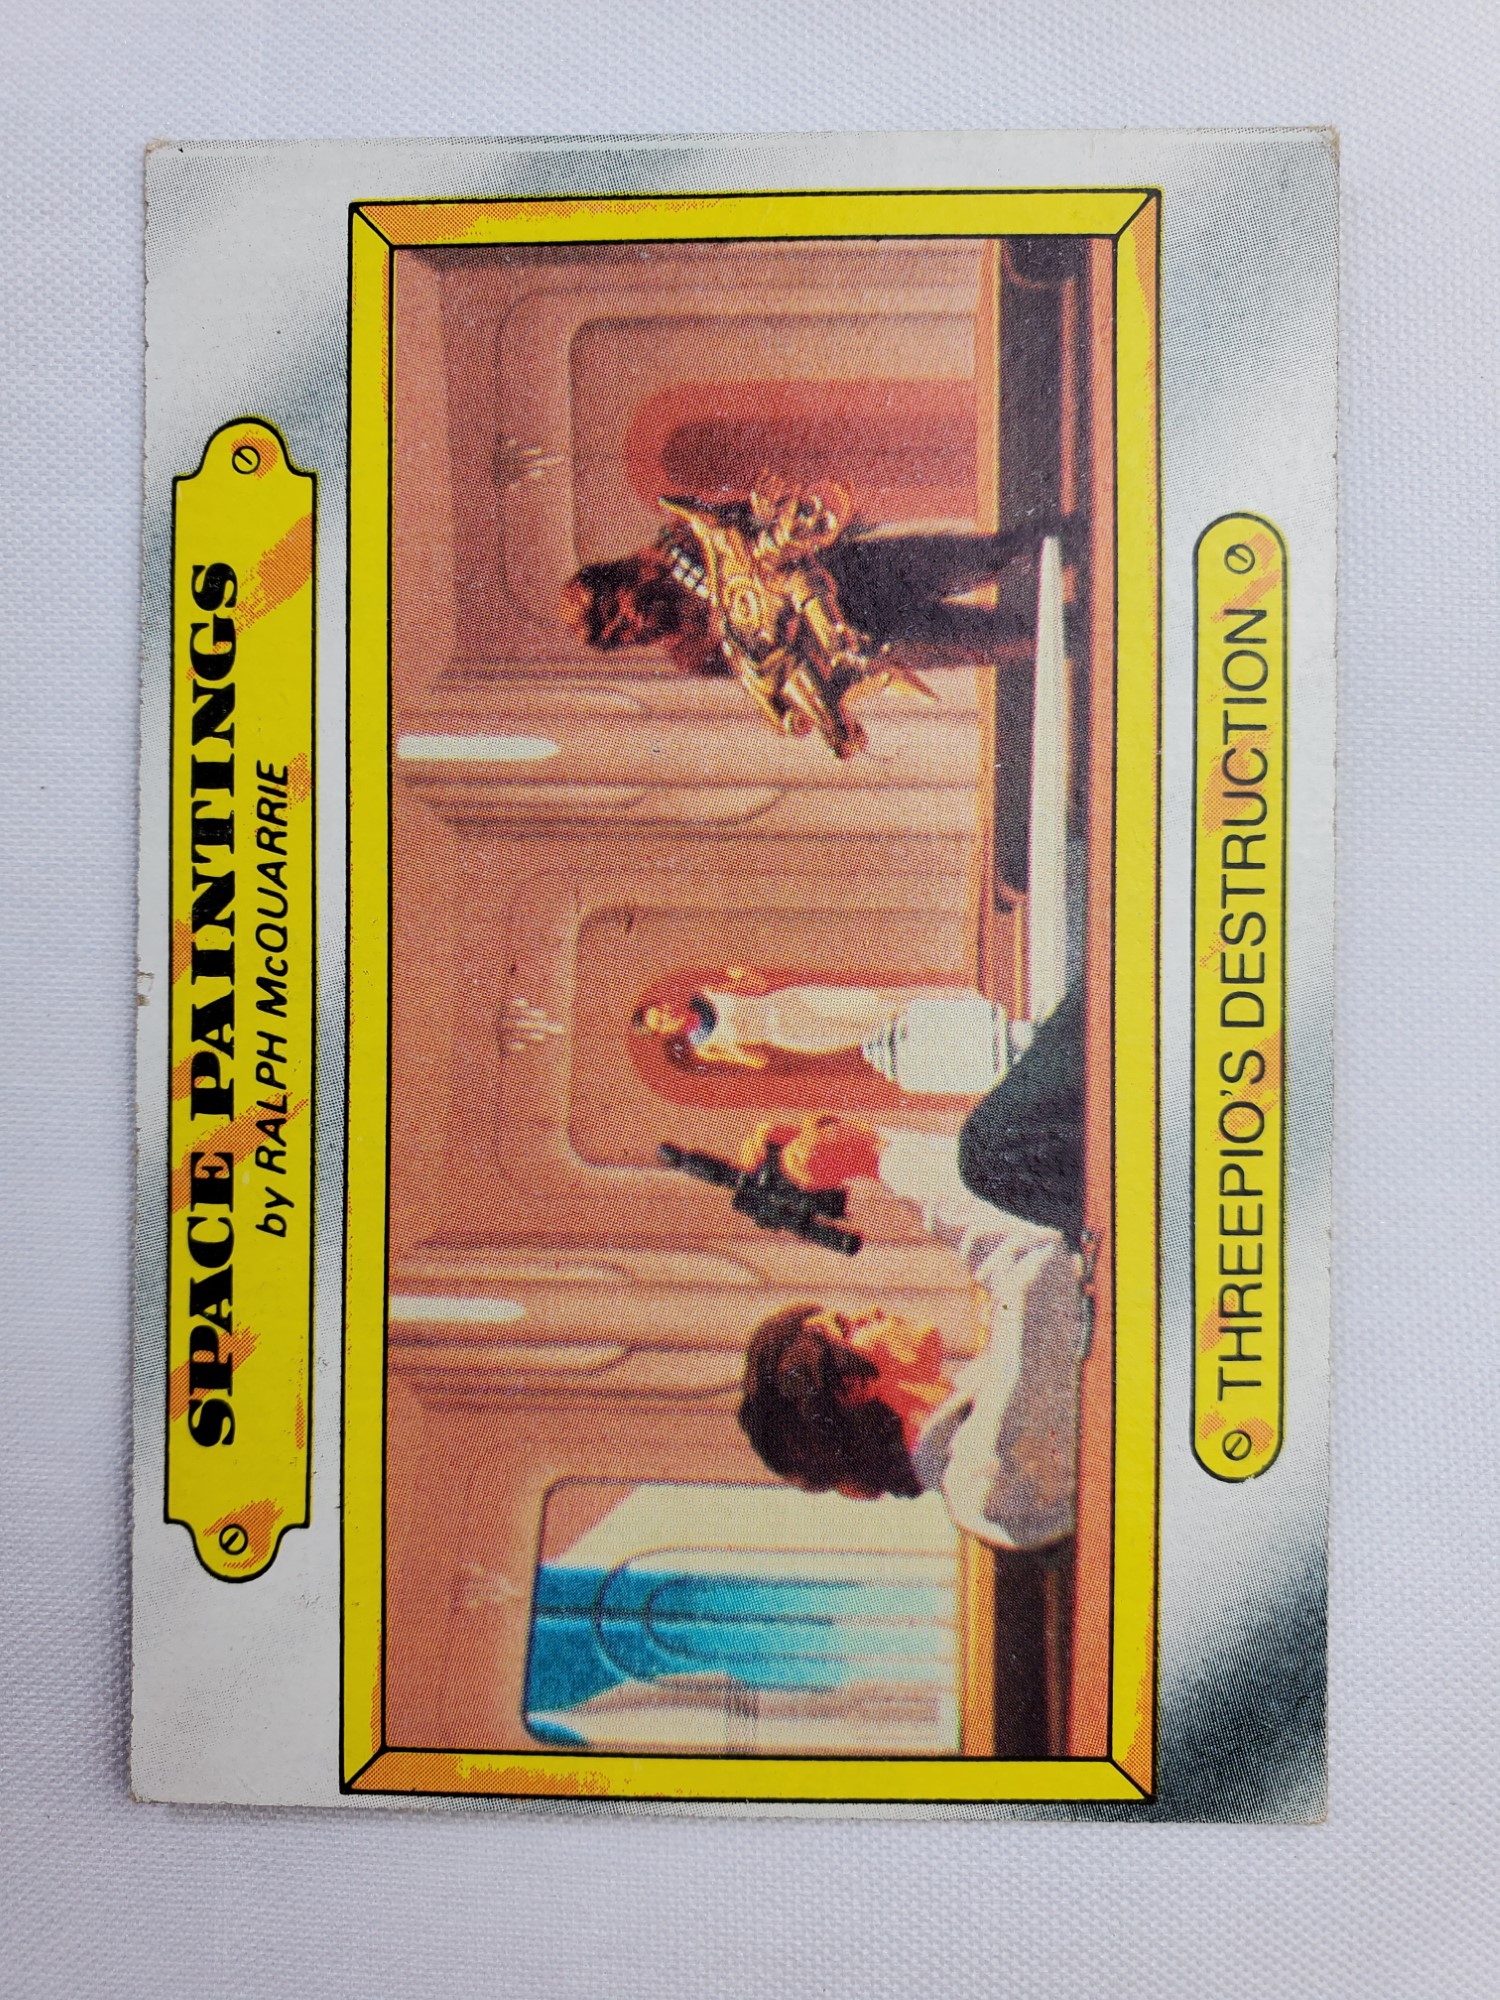 SPACE PAINTINGS
by RALPH McQUARRIE
THREEPIO'S DESTRUCTION